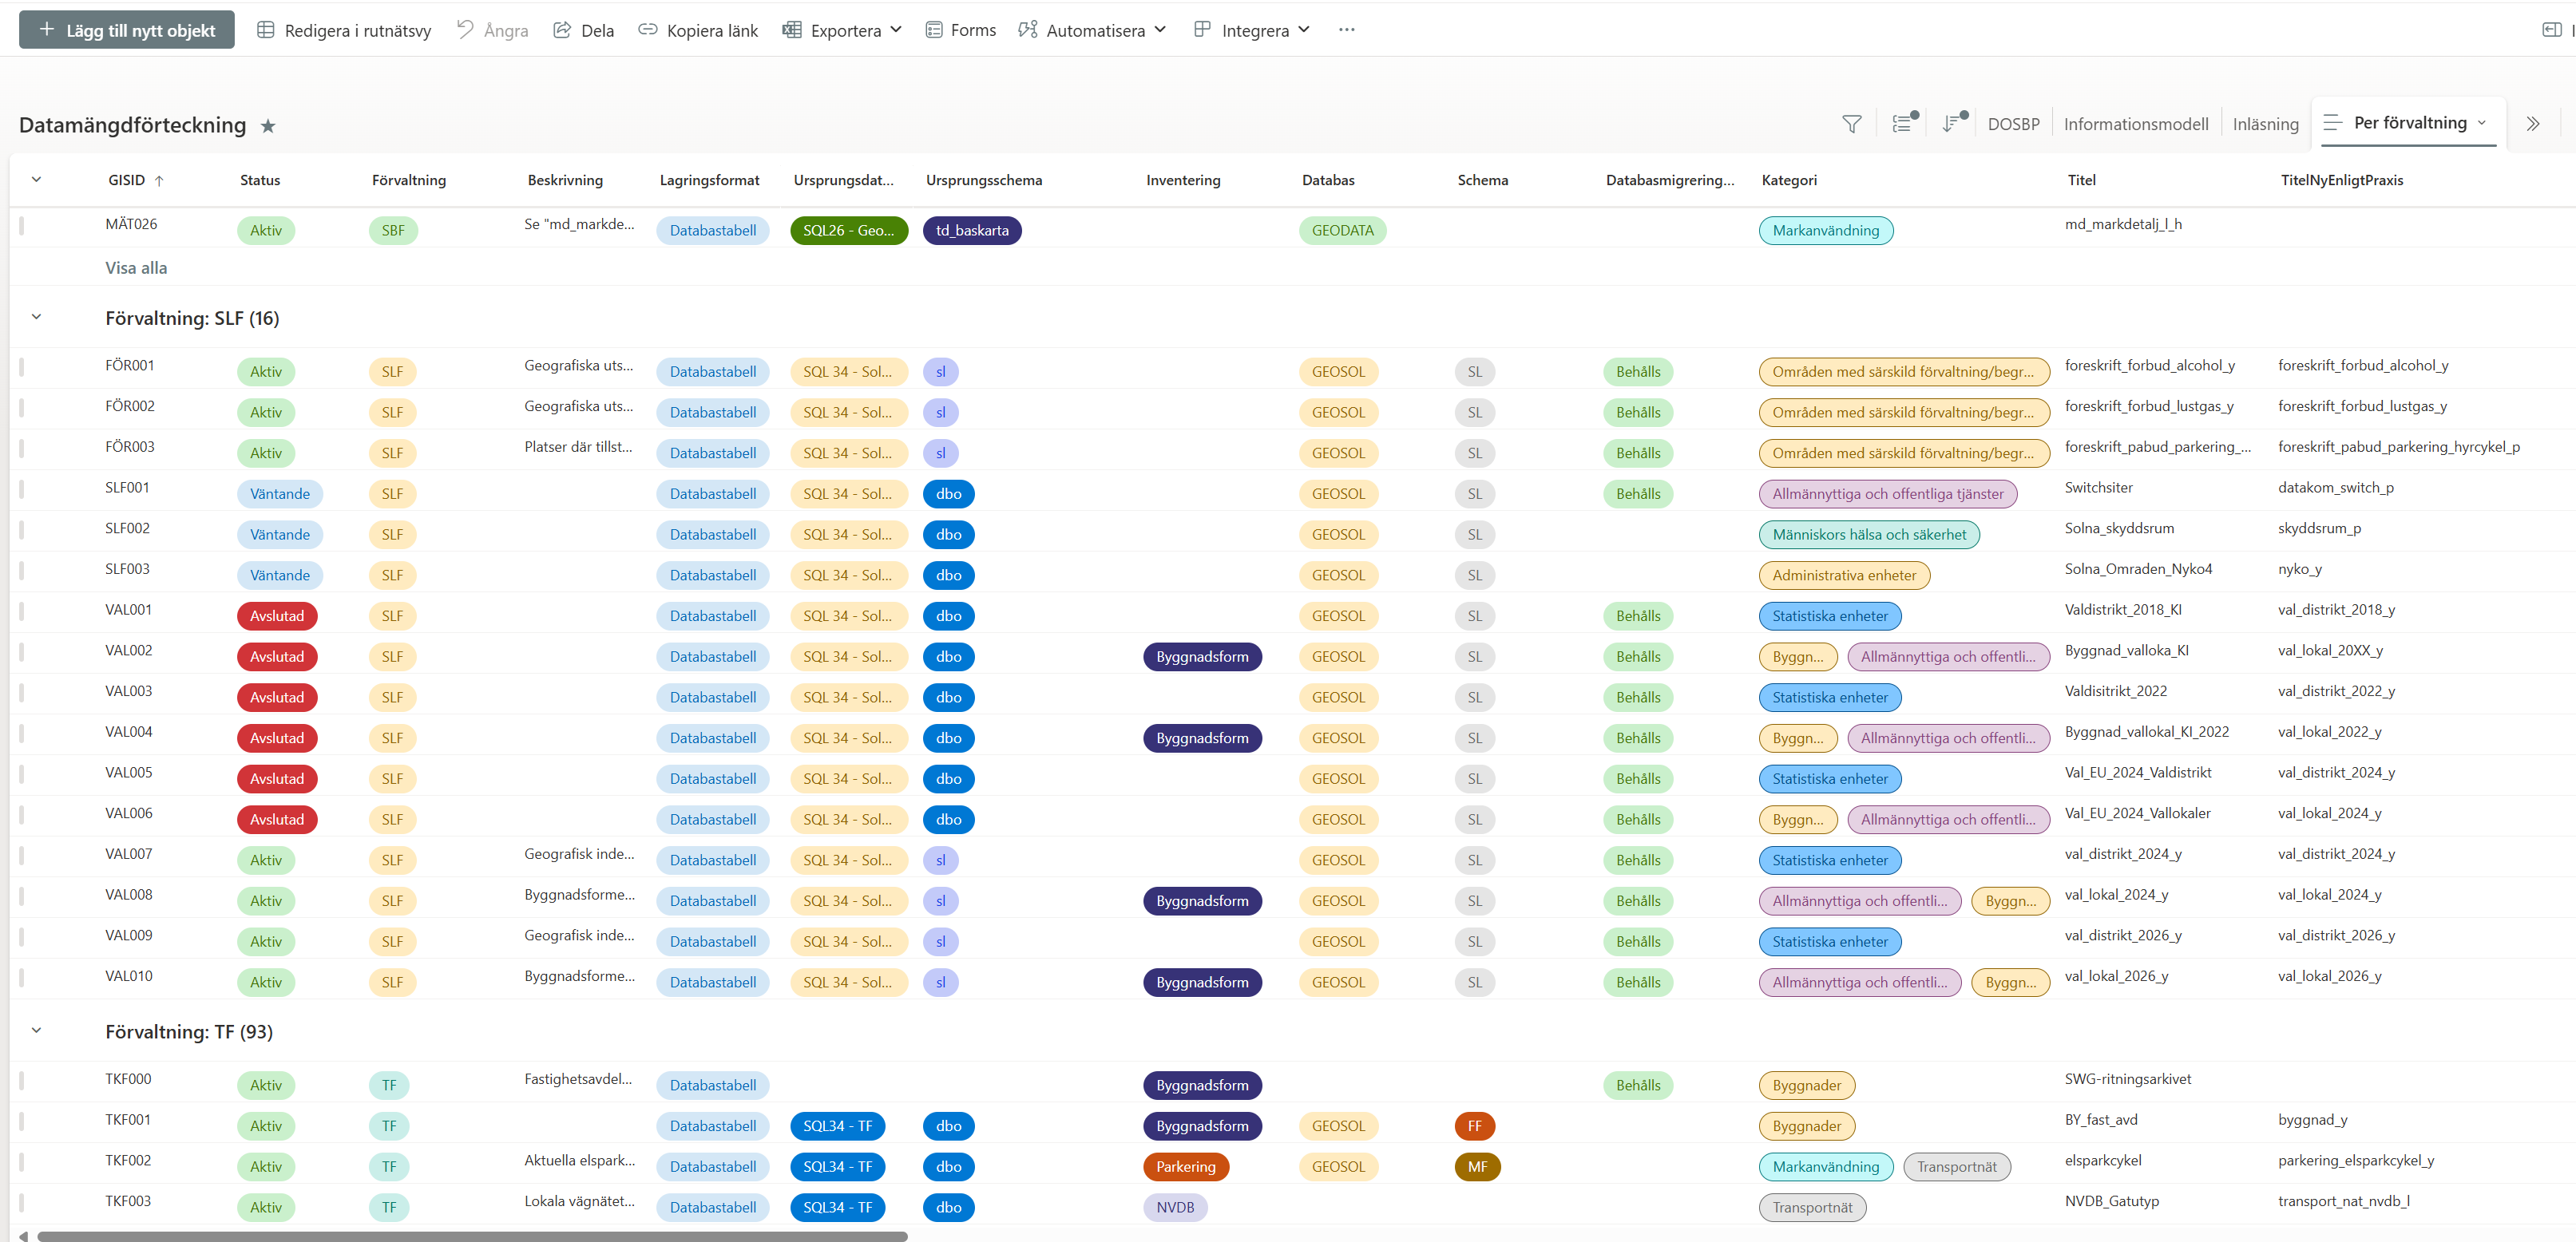 Lägg till nytt objekt Redigera i rutnätsvy Ångra Dela Kopiera länk Exportera Forms Automatisera Integrera ...
Datamängdförteckning DOSBP Informationsmodell Inläsning Per förvaltning
GISID Status Förvaltning Beskrivning Lagringsformat Ursprungsdat... Ursprungsschema Inventering Databas Schema Databasmigrering... Kategori Titel TitelNyEnligtPraxis
MÄT026 Aktiv SBF Se "md_markde... Databastabell SQL26 - Geo... td_baskarta GEODATA Markanvändning md_markdetalj_l_h
Visa alla
Förvaltning: SLF (16)
FÖR001 Aktiv SLF Geografiska uts... Databastabell SQL 34 - Sol... sl GEOSOL SL Behålls Områden med särskild förvaltning/begr... foreskrift_forbud_alcohol_y foreskrift_forbud_alcohol_y
FÖR002 Aktiv SLF Geografiska uts... Databastabell SQL 34 - Sol... sl GEOSOL SL Behålls Områden med särskild förvaltning/begr... foreskrift_forbud_lustgas_y foreskrift_forbud_lustgas_y
FÖR003 Aktiv SLF Platser där tillst... Databastabell SQL 34 - Sol... sl GEOSOL SL Behålls Områden med särskild förvaltning/begr... foreskrift_pabud_parkering_... foreskrift_pabud_parkering_hyrcykel_p
SLF001 Väntande SLF Databastabell SQL 34 - Sol... dbo GEOSOL SL Behålls Allmännyttiga och offentliga tjänster Switchsiter datakom_switch_p
SLF002 Väntande SLF Databastabell SQL 34 - Sol... dbo GEOSOL SL Människors hälsa och säkerhet Solna_skyddsrum skyddsrum_p
SLF003 Väntande SLF Databastabell SQL 34 - Sol... dbo GEOSOL SL Administrativa enheter Solna_Omraden_Nyko4 nyko_y
VAL001 Avslutad SLF Databastabell SQL 34 - Sol... dbo GEOSOL SL Behålls Statistiska enheter Valdistrikt_2018_KI val_distrikt_2018_y
VAL002 Avslutad SLF Databastabell SQL 34 - Sol... dbo Byggnadsform GEOSOL SL Behålls Byggn... Allmännyttiga och offentli... Byggnad_valloka_KI val_lokal_20XX_y
VAL003 Avslutad SLF Databastabell SQL 34 - Sol... dbo GEOSOL SL Behålls Statistiska enheter Valdisitrikt_2022 val_distrikt_2022_y
VAL004 Avslutad SLF Databastabell SQL 34 - Sol... dbo Byggnadsform GEOSOL SL Behålls Byggn... Allmännyttiga och offentli... Byggnad_vallokal_KI_2022 val_lokal_2022_y
VAL005 Avslutad SLF Databastabell SQL 34 - Sol... dbo GEOSOL SL Behålls Statistiska enheter Val_EU_2024_Valdistrikt val_distrikt_2024_y
VAL006 Avslutad SLF Databastabell SQL 34 - Sol... dbo GEOSOL SL Behålls Byggn... Allmännyttiga och offentli... Val_EU_2024_Vallokaler val_lokal_2024_y
VAL007 Aktiv SLF Geografisk inde... Databastabell SQL 34 - Sol... sl GEOSOL SL Behålls Statistiska enheter val_distrikt_2024_y val_distrikt_2024_y
VAL008 Aktiv SLF Byggnadsforme... Databastabell SQL 34 - Sol... sl Byggnadsform GEOSOL SL Behålls Allmännyttiga och offentli... Byggn... val_lokal_2024_y val_lokal_2024_y
VAL009 Aktiv SLF Geografisk inde... Databastabell SQL 34 - Sol... sl GEOSOL SL Behålls Statistiska enheter val_distrikt_2026_y val_distrikt_2026_y
VAL010 Aktiv SLF Byggnadsforme... Databastabell SQL 34 - Sol... sl Byggnadsform GEOSOL SL Behålls Allmännyttiga och offentli... Byggn... val_lokal_2026_y val_lokal_2026_y
Förvaltning: TF (93)
TKF000 Aktiv TF Fastighetsavdel... Databastabell Byggnadsform Behålls Byggnader SWG-ritningsarkivet
TKF001 Aktiv TF Databastabell SQL34 - TF dbo Byggnadsform GEOSOL FF Byggnader BY_fast_avd byggnad_y
TKF002 Aktiv TF Aktuella elspark... Databastabell SQL34 - TF dbo Parkering GEOSOL MF Markanvändning Transportnät elsparkcykel parkering_elsparkcykel_y
TKF003 Aktiv TF Lokala vägnätet... Databastabell SQL34 - TF dbo NVDB Transportnät NVDB_Gatutyp transport_nat_nvdb_l